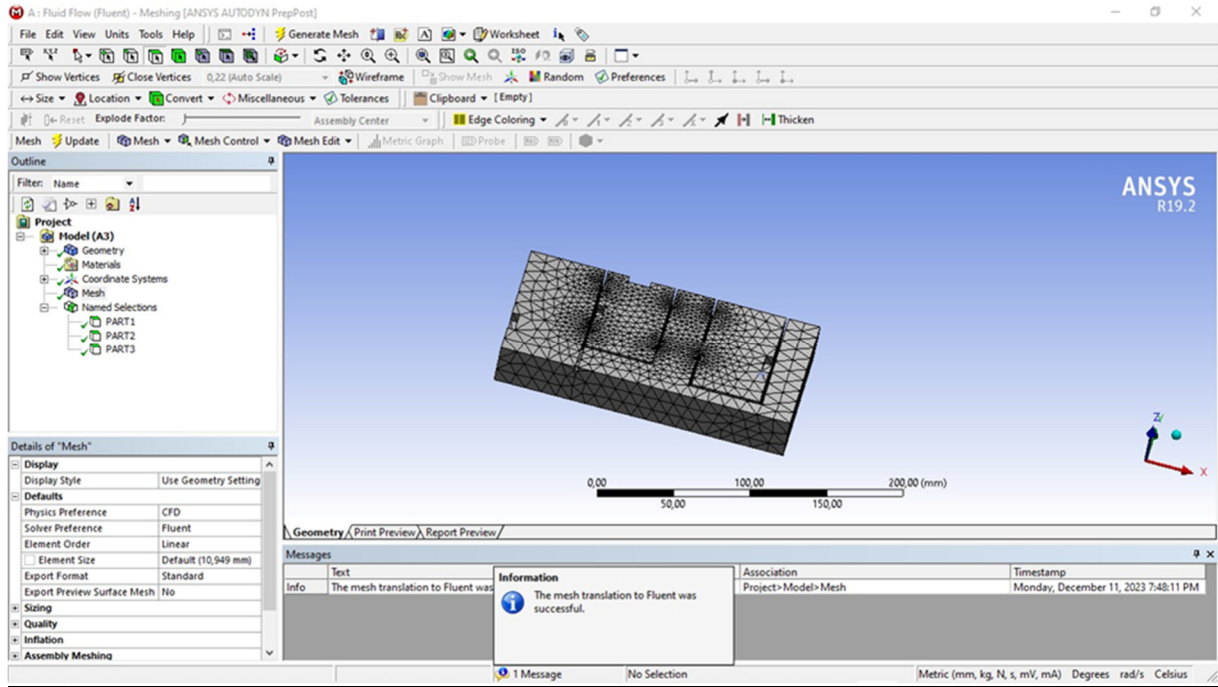 A : Fluid Flow (Fluent) - Meshing [ANSYS AUTODYN PrepPost]
File Edit View Units Tools Help Generate Mesh A Worksheet
Show Vertices Close Vertices 0,22 (Auto Scale) Wireframe Show Mesh Random Preferences
Size Location Convert Miscellaneous Tolerances Clipboard [Empty]
Reset Explode Factor: Assembly Center Edge Coloring Thicken
Mesh Update Mesh Mesh Control Mesh Edit Metric Graph Probe
Outline
Filter: Name
Project
Model (A3)
Geometry
Materials
Coordinate Systems
Mesh
Named Selections
PART1
PART2
PART3
ANSYS
R19.2
Z
X
0,00 100,00 200,00 (mm)
50,00 150,00
Geometry Print Preview Report Preview
Details of "Mesh"
Display
Display Style Use Geometry Setting
Defaults
Physics Preference CFD
Solver Preference Fluent
Element Order Linear
Element Size Default (10,949 mm)
Export Format Standard
Export Preview Surface Mesh No
Sizing
Quality
Inflation
Assembly Meshing
Messages
Text Association Timestamp
Info The mesh translation to Fluent was Project>Model>Mesh Monday, December 11, 2023 7:48:11 PM
Information
The mesh translation to Fluent was
successful.
1 Message No Selection Metric (mm, kg, N, s, mV, mA) Degrees rad/s Celsius